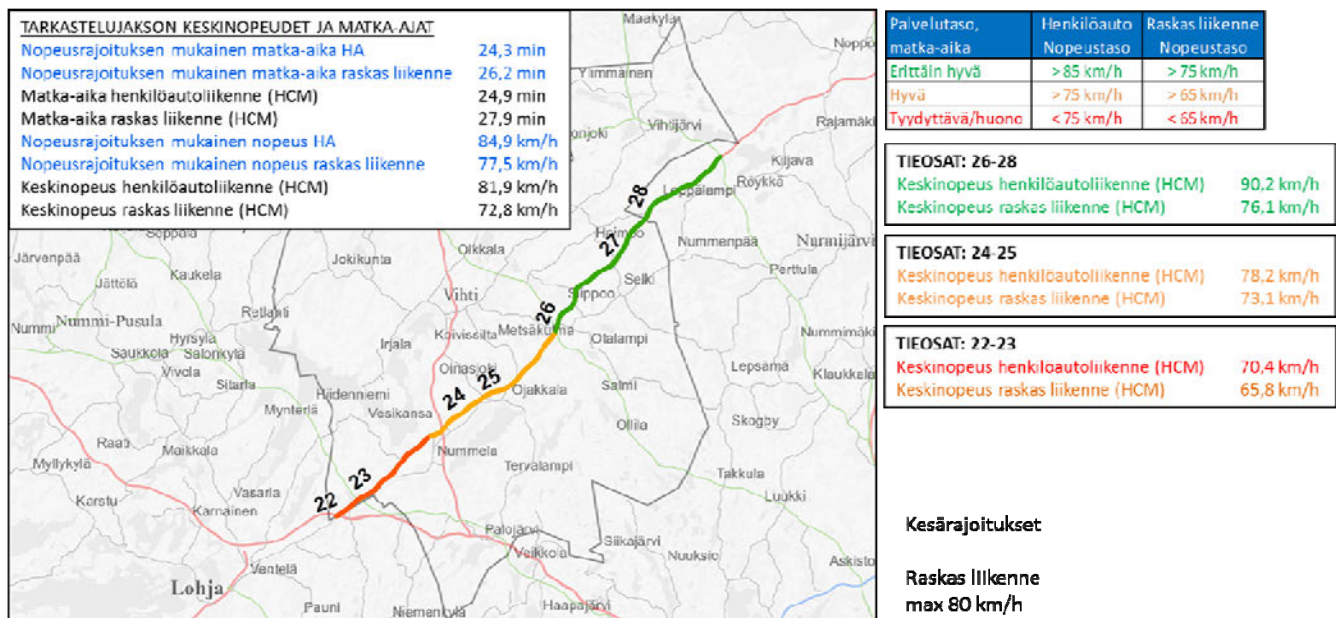 TARKASTELUJAKSON KESKINOPEUDET JA MATKA-AJAT
Nopeusrajoituksen mukainen matka-aika HA 24,3 min
Nopeusrajoituksen mukainen matka-aika raskas liikenne 26,2 min
Matka-aika henkilöautoliikenne (HCM) 24,9 min
Matka-aika raskas liikenne (HCM) 27,9 min
Nopeusrajoituksen mukainen nopeus HA 84,9 km/h
Nopeusrajoituksen mukainen nopeus raskas liikenne 77,5 km/h
Keskinopeus henkilöautoliikenne (HCM) 81,9 km/h
Keskinopeus raskas liikenne (HCM) 72,8 km/h
Palvelutaso, matka-aika Henkilöauto Nopeustaso Raskas liikenne Nopeustaso
Erittäin hyvä >85 km/h >75 km/h
Hyvä >75 km/h >65 km/h
Tyydyttävä/huono <75 km/h <65 km/h
TIEOSAT: 26-28
Keskinopeus henkilöautoliikenne (HCM) 90,2 km/h
Keskinopeus raskas liikenne (HCM) 76,1 km/h
TIEOSAT: 24-25
Keskinopeus henkilöautoliikenne (HCM) 78,2 km/h
Keskinopeus raskas liikenne (HCM) 73,1 km/h
TIEOSAT: 22-23
Keskinopeus henkilöautoliikenne (HCM) 70,4 km/h
Keskinopeus raskas liikenne (HCM) 65,8 km/h
Kesärajoitukset
Raskas liikenne
max 80 km/h
Maakylä
Noppo
Ylimmäinen
Vihtijärvi
Rajamäki
Kiljava
Röykkä
28
Nummenpää
Nurmijärvi
27
Olkkala
Jokikunta
Järvenpää
Kaukela
Jättölä
Selki
Perttula
Siippoo
Vihti
26
Nummi
Nummi-Pusula
Retlahti
Hyrsylä
Koivissilta
Metsäkulma
Olalampi
Nummimäki
Saukkola
Salonkylä
Irjala
Vivola
Sitarla
Oinasjoki
Lepsämä
Klaukkala
25
Ojakkala
Salmi
Hiidenniemi
24
Vesikansa
Mynterlä
Skogby
Ollila
Maikkala
Nummela
Myllykylä
Tervalampi
23
Takkula
Vasarla
Karstu
22
Luukki
Karnainen
Palojärvi
Siikajärvi
Veikkola
Nuuksio
Askisto
Ventelä
Lohja
Pauni
Niemenkylä
Haapajärvi